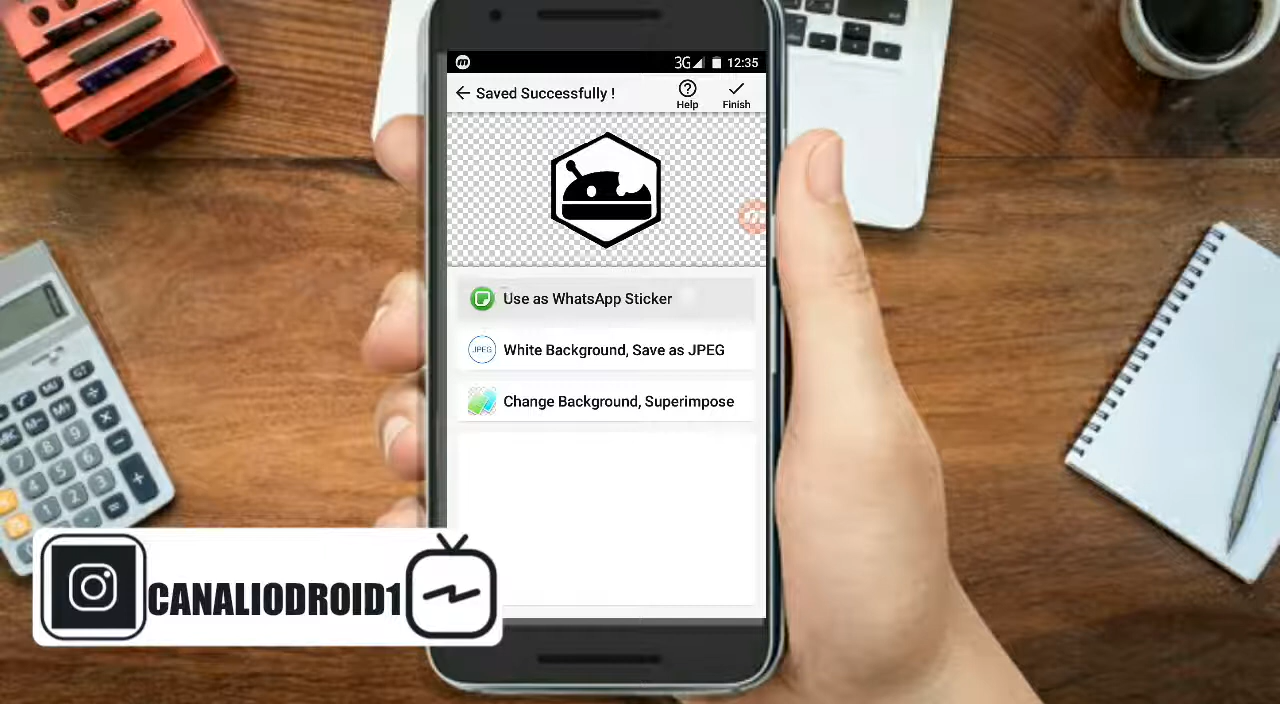 3G 12:35
Saved Successfully !
Help
Finish
Use as WhatsApp Sticker
JPEG
White Background, Save as JPEG
Change Background, Superimpose
CANALIODROID1